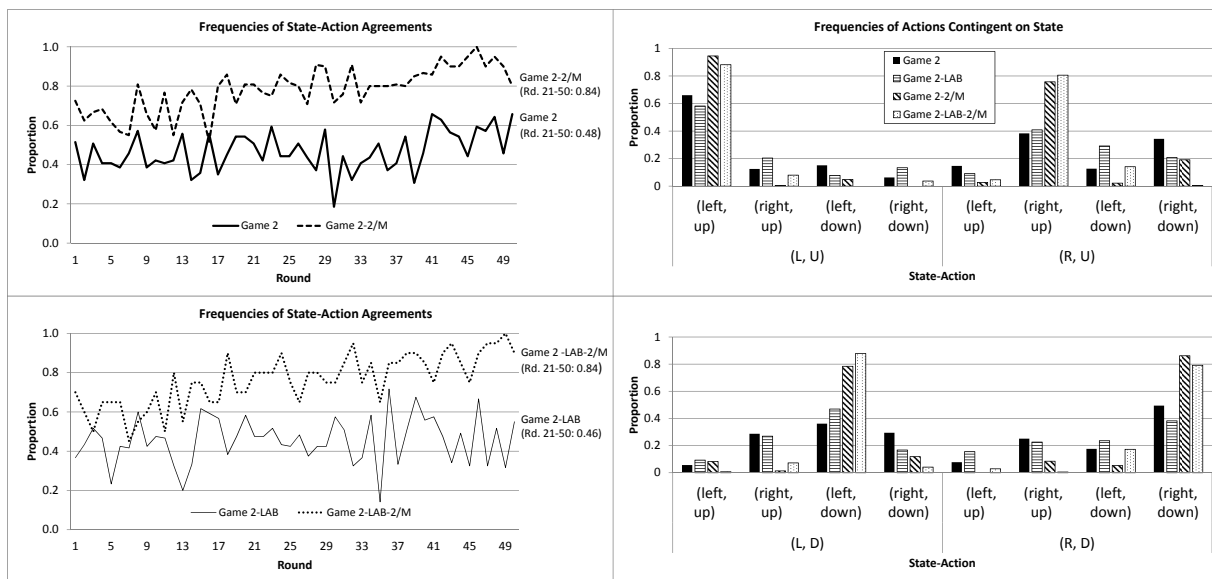 Frequencies of State-Action Agreements
Proportion
1.0
0.8
0.6
0.4
0.2
0.0
Game 2-2/M
(Rd. 21-50: 0.84)
Game 2
(Rd. 21-50: 0.48)
Game 2
Game 2-2/M
1 5 9 13 17 21 25 29 33 37 41 45 49
Round
Frequencies of Actions Contingent on State
Proportion
1
0.8
0.6
0.4
0.2
0
Game 2
Game 2-LAB
Game 2-2/M
Game 2-LAB-2/M
(left, (right, (left, (right, (left, (right, (left, (right,
up) up) down) down) up) up) down) down)
(L, U) (R, U)
State-Action
Frequencies of State-Action Agreements
Proportion
1.0
0.8
0.6
0.4
0.2
0.0
Game 2 -LAB-2/M
(Rd. 21-50: 0.84)
Game 2-LAB
(Rd. 21-50: 0.46)
Game 2-LAB
Game 2-LAB-2/M
1 5 9 13 17 21 25 29 33 37 41 45 49
Round
Proportion
1
0.8
0.6
0.4
0.2
0
(left, (right, (left, (right, (left, (right, (left, (right,
up) up) down) down) up) up) down) down)
(L, D) (R, D)
State-Action